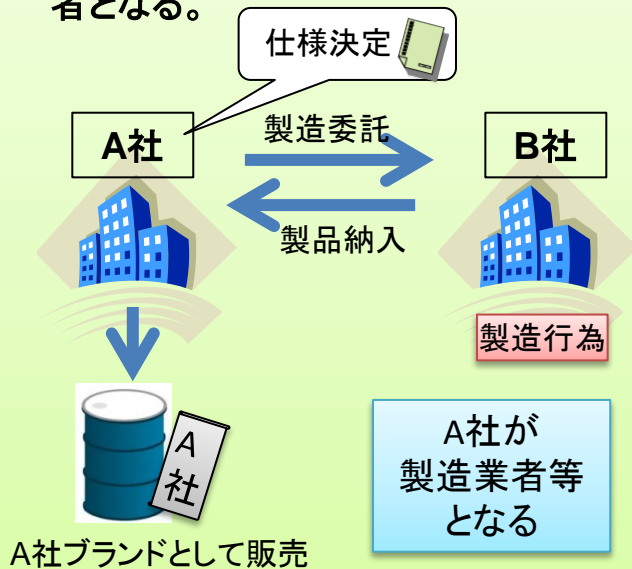 者となる。
仕様決定
A社
製造委託
B社
製品納入
製造行為
A
社
A社が
製造業者等
となる
A社ブランドとして販売